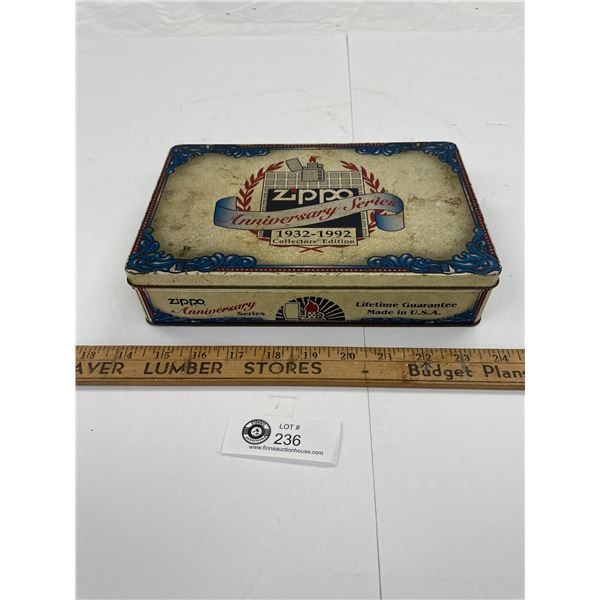 Zippo
Anniversary Series
1932-1992
Collectors' Edition
Zippo
Anniversary
Series
Lifetime Guarantee
Made in U.S.A.
13 14 15 16 17 18 19 20 21 22 23 24
AVER LUMBER STORES - Budget Plans
LOT #
236
www.finnsauctionhouse.com